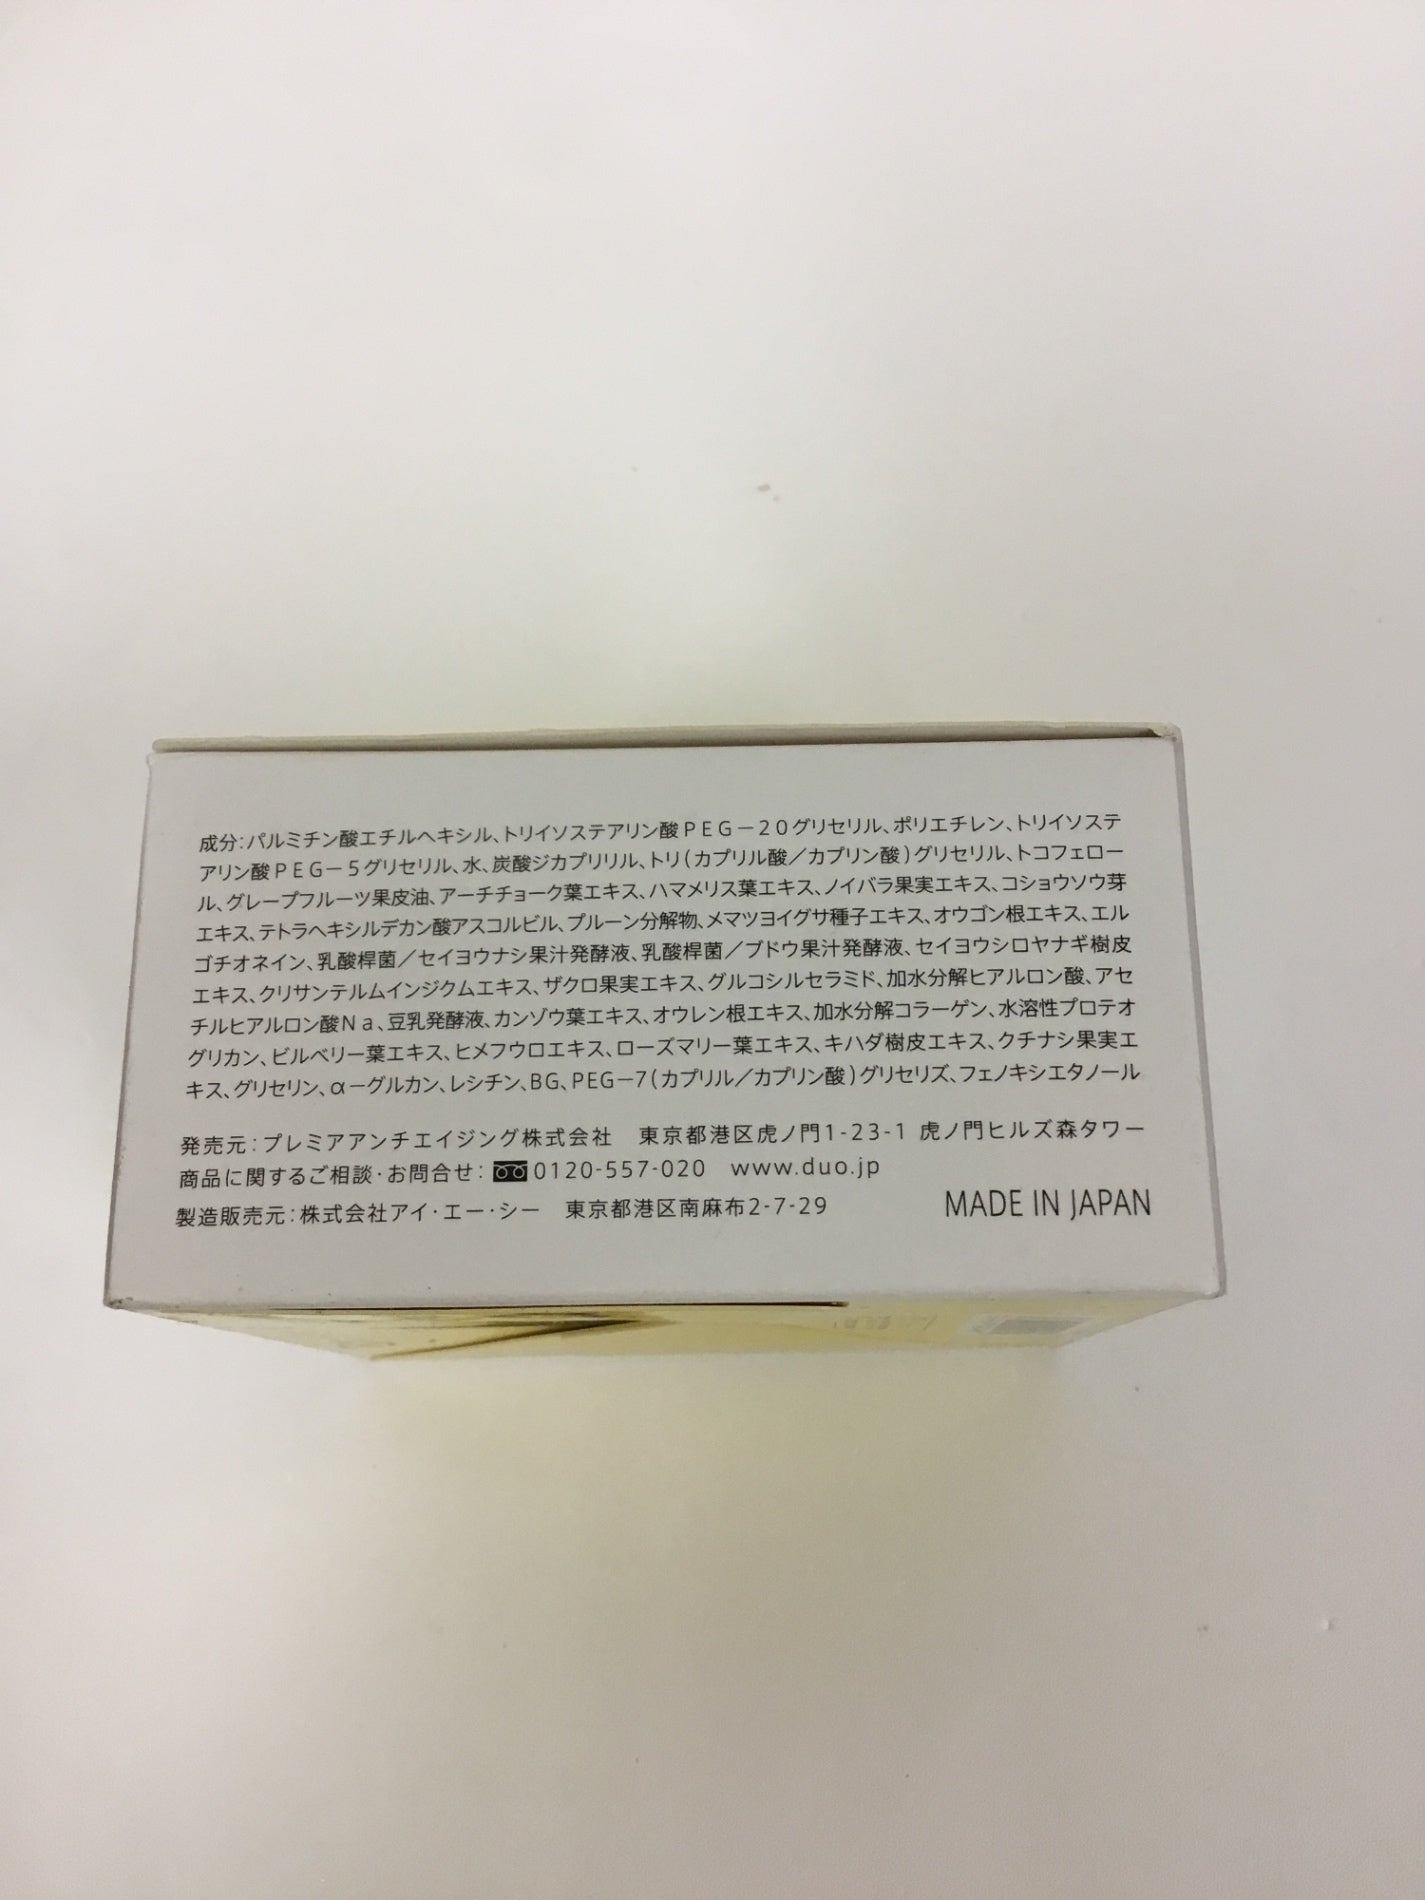 成分:パルミチン酸エチルヘキシル、トリイソステアリン酸PEG－20グリセリル、ポリエチレン、トリイソステ
アリン酸PEG－5グリセリル、水、炭酸ジカプリリル、トリ(カプリル酸／カプリン酸)グリセリル、トコフェロー
ル、グレープフルーツ果皮油、アーチチョーク葉エキス、ハマメリス葉エキス、ノイバラ果実エキス、コショウソウ芽
エキス、テトラヘキシルデカン酸アスコルビル、プルーン分解物、メマツヨイグサ種子エキス、オウゴン根エキス、エル
ゴチオネイン、乳酸桿菌／セイヨウナシ果汁発酵液、乳酸桿菌／ブドウ果汁発酵液、セイヨウシロヤナギ樹皮
エキス、クリサンテルムインジクムエキス、ザクロ果実エキス、グルコシルセラミド、加水分解ヒアルロン酸、アセ
チルヒアルロン酸Na、豆乳発酵液、カンゾウ葉エキス、オウレン根エキス、加水分解コラーゲン、水溶性プロテオ
グリカン、ビルベリー葉エキス、ヒメフウロエキス、ローズマリー葉エキス、キハダ樹皮エキス、クチナシ果実エ
キス、グリセリン、α－グルカン、レシチン、BG、PEG－7(カプリル／カプリン酸)グリセリズ、フェノキシエタノール
発売元:プレミアアンチエイジング株式会社　東京都港区虎ノ門1-23-1 虎ノ門ヒルズ森タワー
商品に関するご相談・お問合せ: 0120-557-020　www.duo.jp
製造販売元:株式会社アイ・エー・シー　東京都港区南麻布2-7-29
MADE IN JAPAN